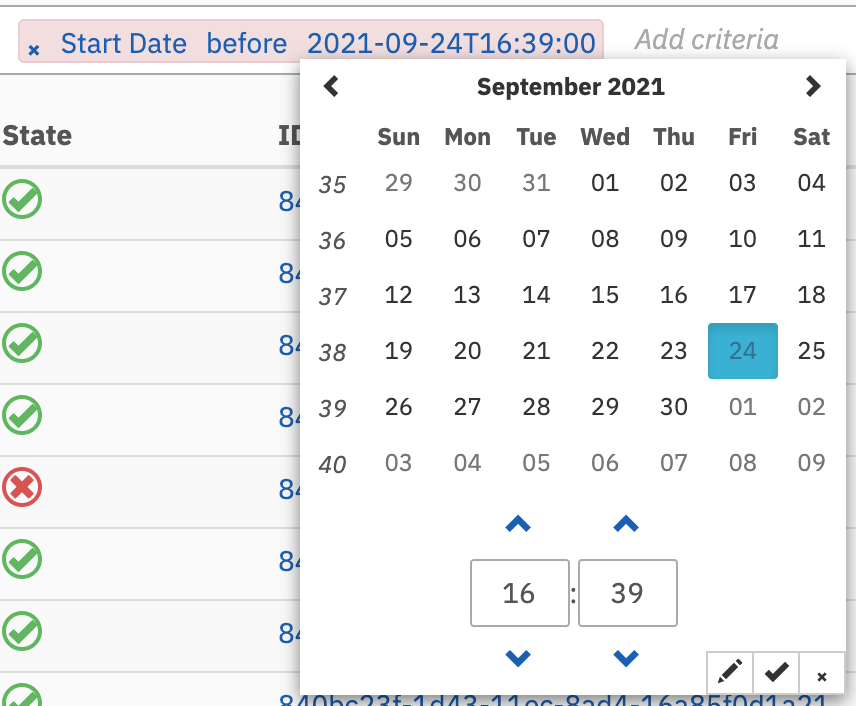 × Start Date before 2021-09-24T16:39:00 Add criteria
September 2021
State ID Sun Mon Tue Wed Thu Fri Sat
35 29 30 31 01 02 03 04
84
36 05 06 07 08 09 10 11
84
37 12 13 14 15 16 17 18
84
38 19 20 21 22 23 24 25
84
39 26 27 28 29 30 01 02
84
40 03 04 05 06 07 08 09
84
16 : 39
84
840bc23f-1d43-11ec-8ad4-16a85f0d1a21